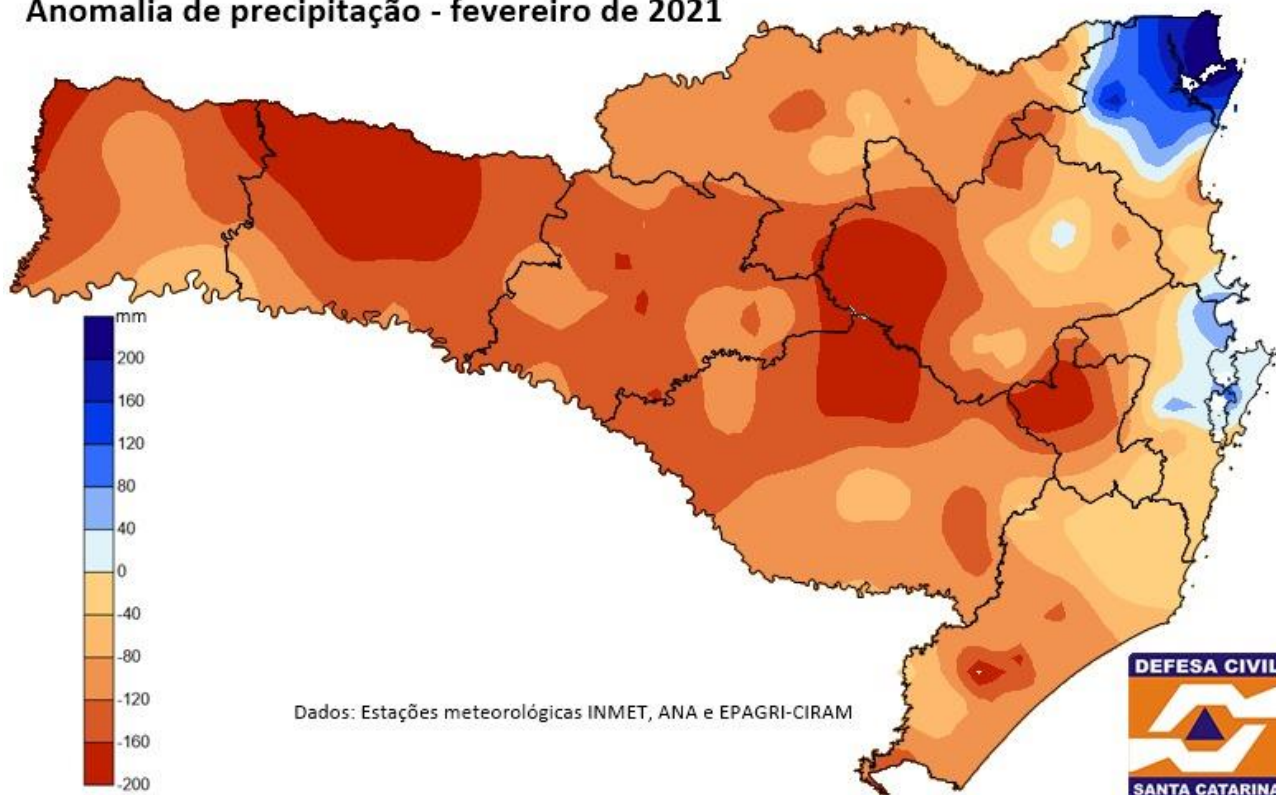 Anomalia de precipitação - fevereiro de 2021
mm
200
160
120
80
40
0
-40
-80
-120
-160
-200
Dados: Estações meteorológicas INMET, ANA e EPAGRI-CIRAM
DEFESA CIVIL
SANTA CATARINA